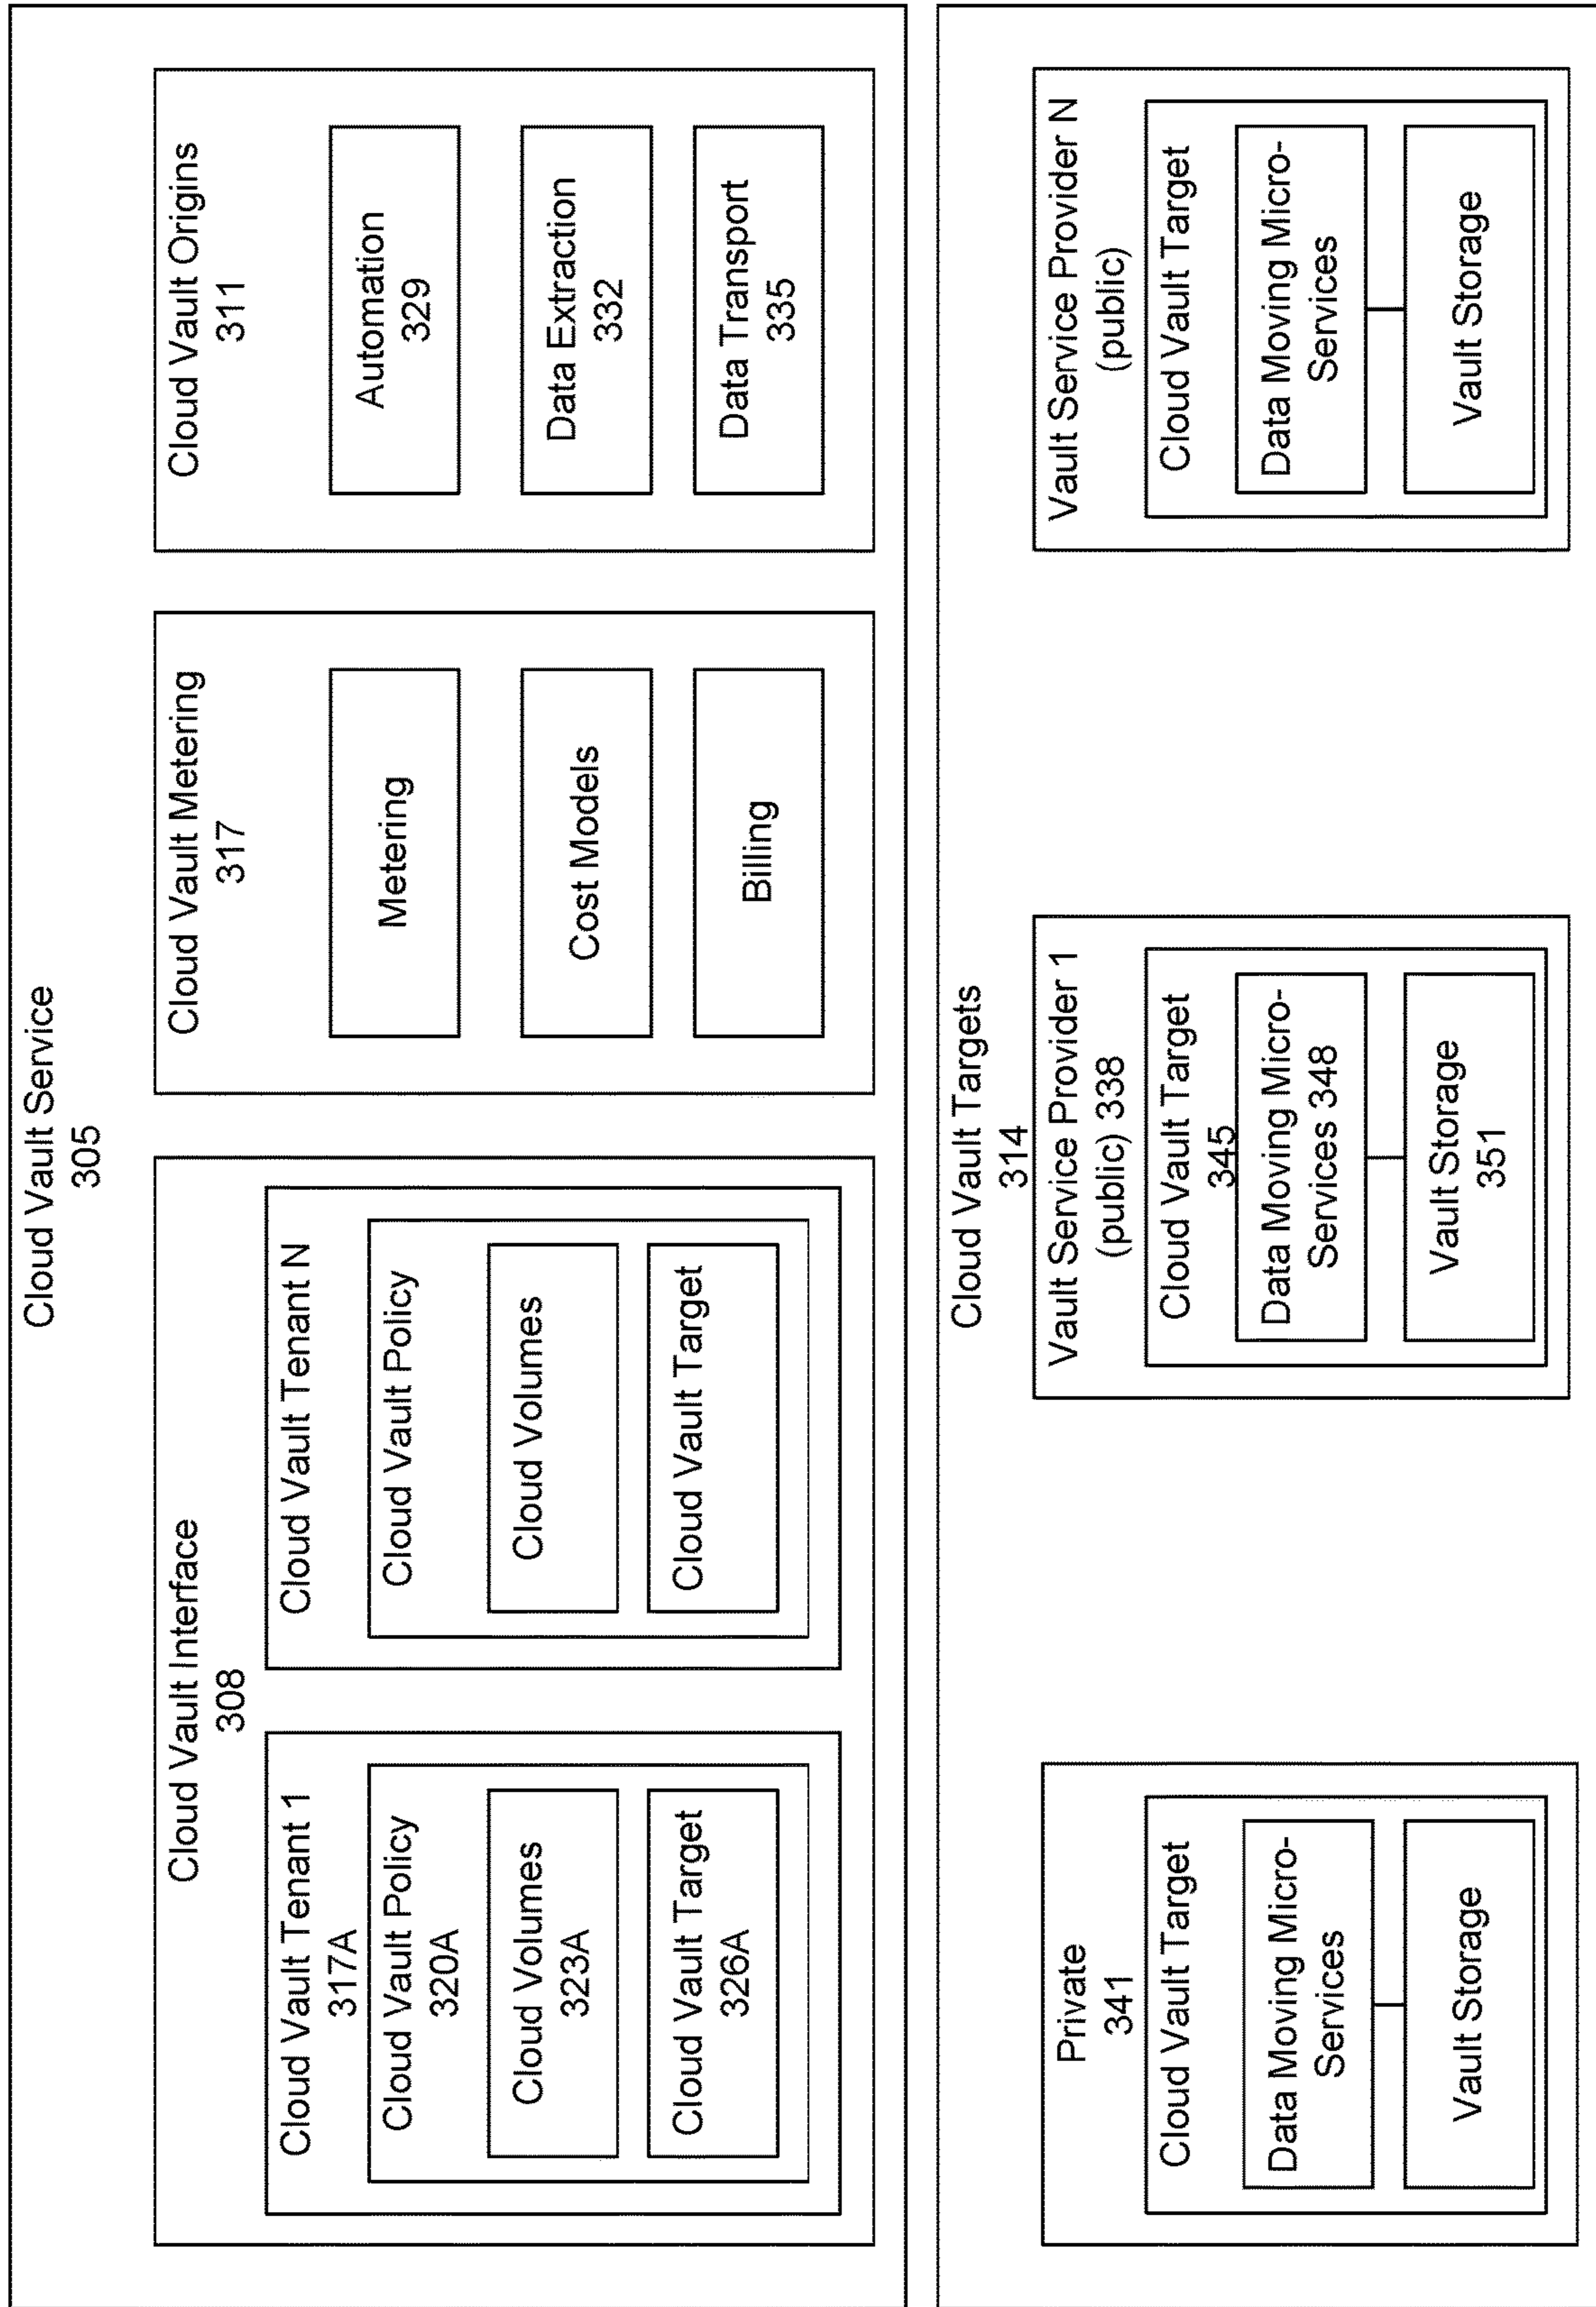 Cloud Vault Service
305
Cloud Vault Interface
308
Cloud Vault Tenant 1
317A
Cloud Vault Policy
320A
Cloud Volumes
323A
Cloud Vault Target
326A
Cloud Vault Tenant N
Cloud Vault Policy
Cloud Volumes
Cloud Vault Target
Cloud Vault Metering
317
Metering
Cost Models
Billing
Cloud Vault Origins
311
Automation
329
Data Extraction
332
Data Transport
335
Cloud Vault Targets
314
Private
341
Cloud Vault Target
Data Moving Micro-
Services
Vault Storage
Vault Service Provider 1
(public) 338
Cloud Vault Target
345
Data Moving Micro-
Services 348
Vault Storage
351
Vault Service Provider N
(public)
Cloud Vault Target
Data Moving Micro-
Services
Vault Storage